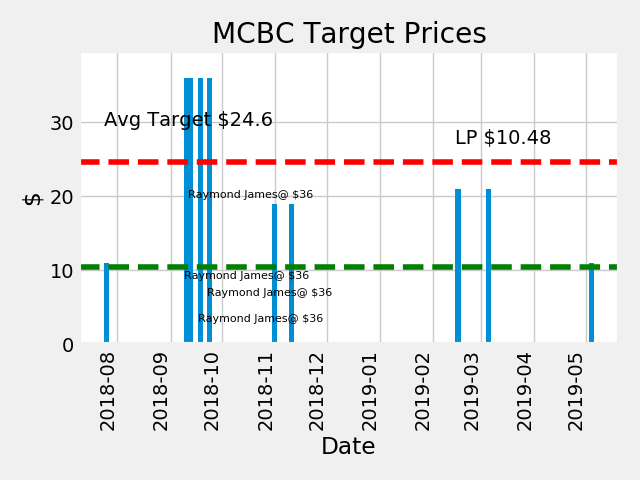 MCBC Target Prices
$
30
20
10
0
Avg Target $24.6
LP $10.48
Raymond James@ $36
Raymond James@ $36
Raymond James@ $36
Raymond James@ $36
2018-08
2018-09
2018-10
2018-11
2018-12
2019-01
2019-02
2019-03
2019-04
2019-05
Date